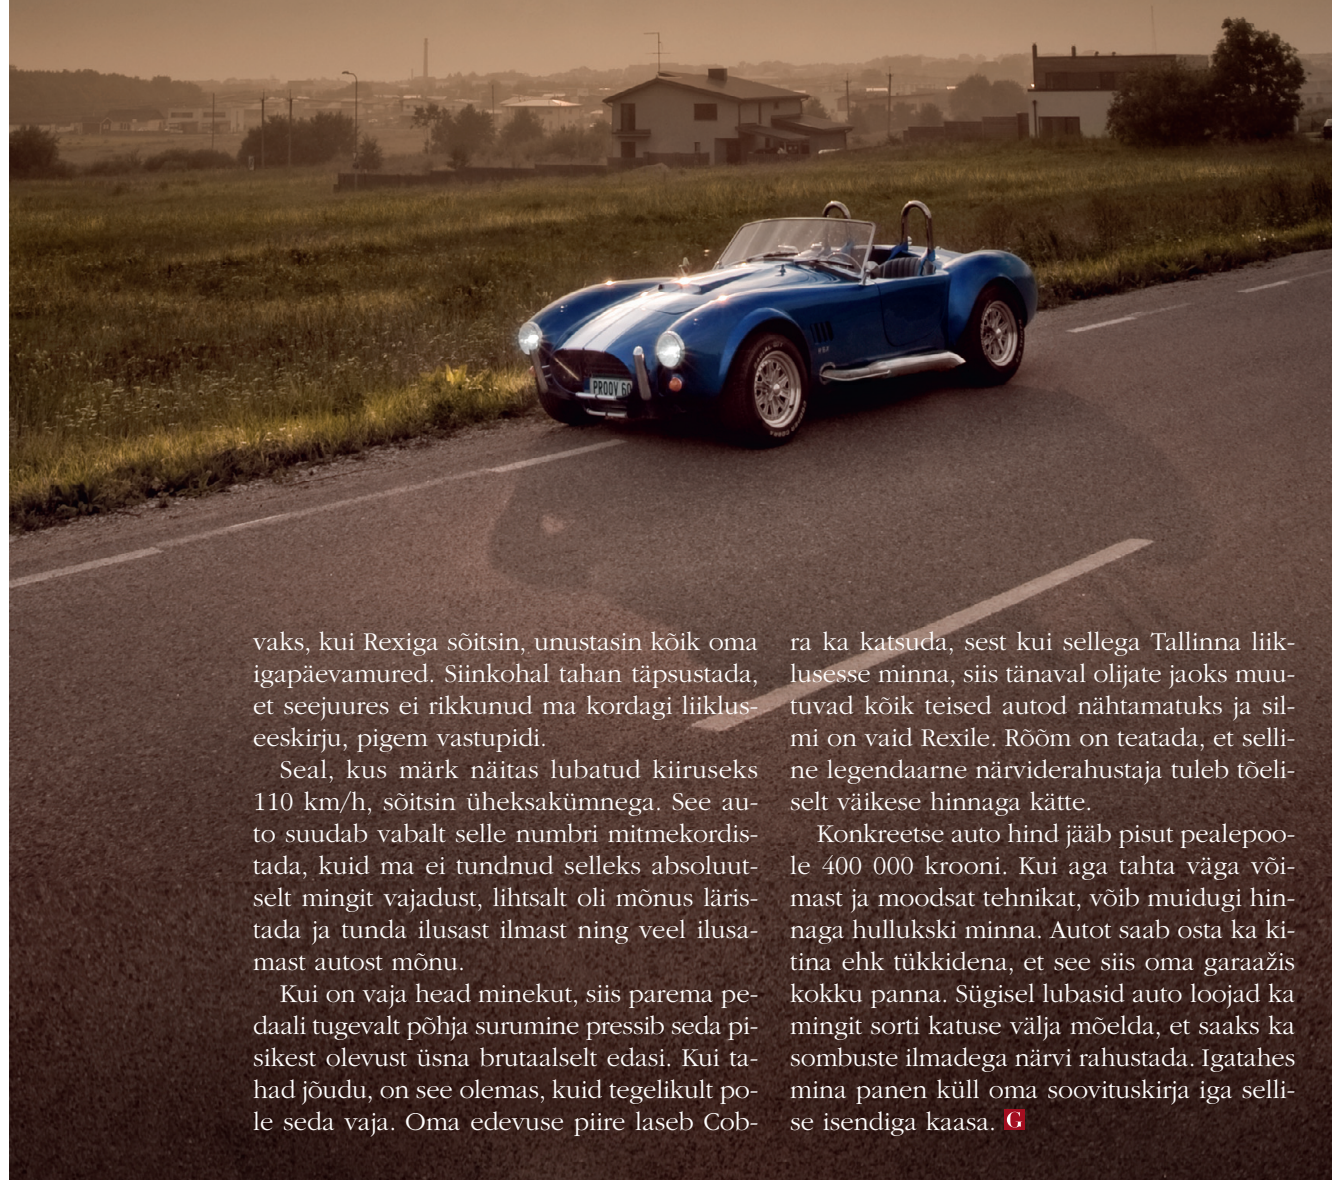 PROOV 60
vaks, kui Rexiga sõitsin, unustasin kõik oma
igapäevamured. Siinkohal tahan täpsustada,
et seejuures ei rikkunud ma kordagi liiklus-
eeskirju, pigem vastupidi.
Seal, kus märk näitas lubatud kiiruseks
110 km/h, sõitsin üheksakümnega. See au-
to suudab vabalt selle numbri mitmekordis-
tada, kuid ma ei tundnud selleks absoluut-
selt mingit vajadust, lihtsalt oli mõnus läris-
tada ja tunda ilusast ilmast ning veel ilusa-
mast autost mõnu.
Kui on vaja head minekut, siis parema pe-
daali tugevalt põhja surumine pressib seda pi-
sikest olevust üsna brutaalselt edasi. Kui ta-
had jõudu, on see olemas, kuid tegelikult po-
le seda vaja. Oma edevuse piire laseb Cob-
ra ka katsuda, sest kui sellega Tallinna liik-
lusesse minna, siis tänaval olijate jaoks muu-
tuvad kõik teised autod nähtamatuks ja sil-
mi on vaid Rexile. Rõõm on teatada, et selli-
ne legendaarne närviderahustaja tuleb tõeli-
selt väikese hinnaga kätte.
Konkreetse auto hind jääb pisut pealepoo-
le 400 000 krooni. Kui aga tahta väga või-
mast ja moodsat tehnikat, võib muidugi hin-
naga hullukski minna. Autot saab osta ka ki-
tina ehk tükkidena, et see siis oma garaažis
kokku panna. Sügisel lubasid auto loojad ka
mingit sorti katuse välja mõelda, et saaks ka
sombuste ilmadega närvi rahustada. Igatahes
mina panen küll oma soovituskirja iga selli-
se isendiga kaasa. G